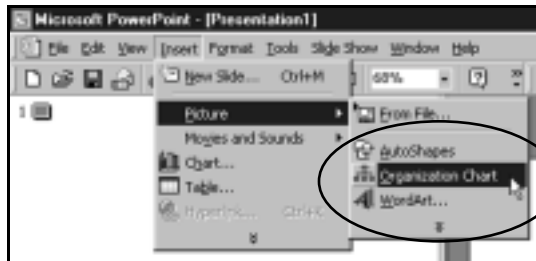 Microsoft PowerPoint - [Presentation1]
File Edit View Insert Format Tools Slide Show Window Help
68%
New Slide... Ctrl+M
1
Picture
From File...
Movies and Sounds
AutoShapes
Chart...
Organization Chart
Table...
WordArt...
Hyperlink... Ctrl+K